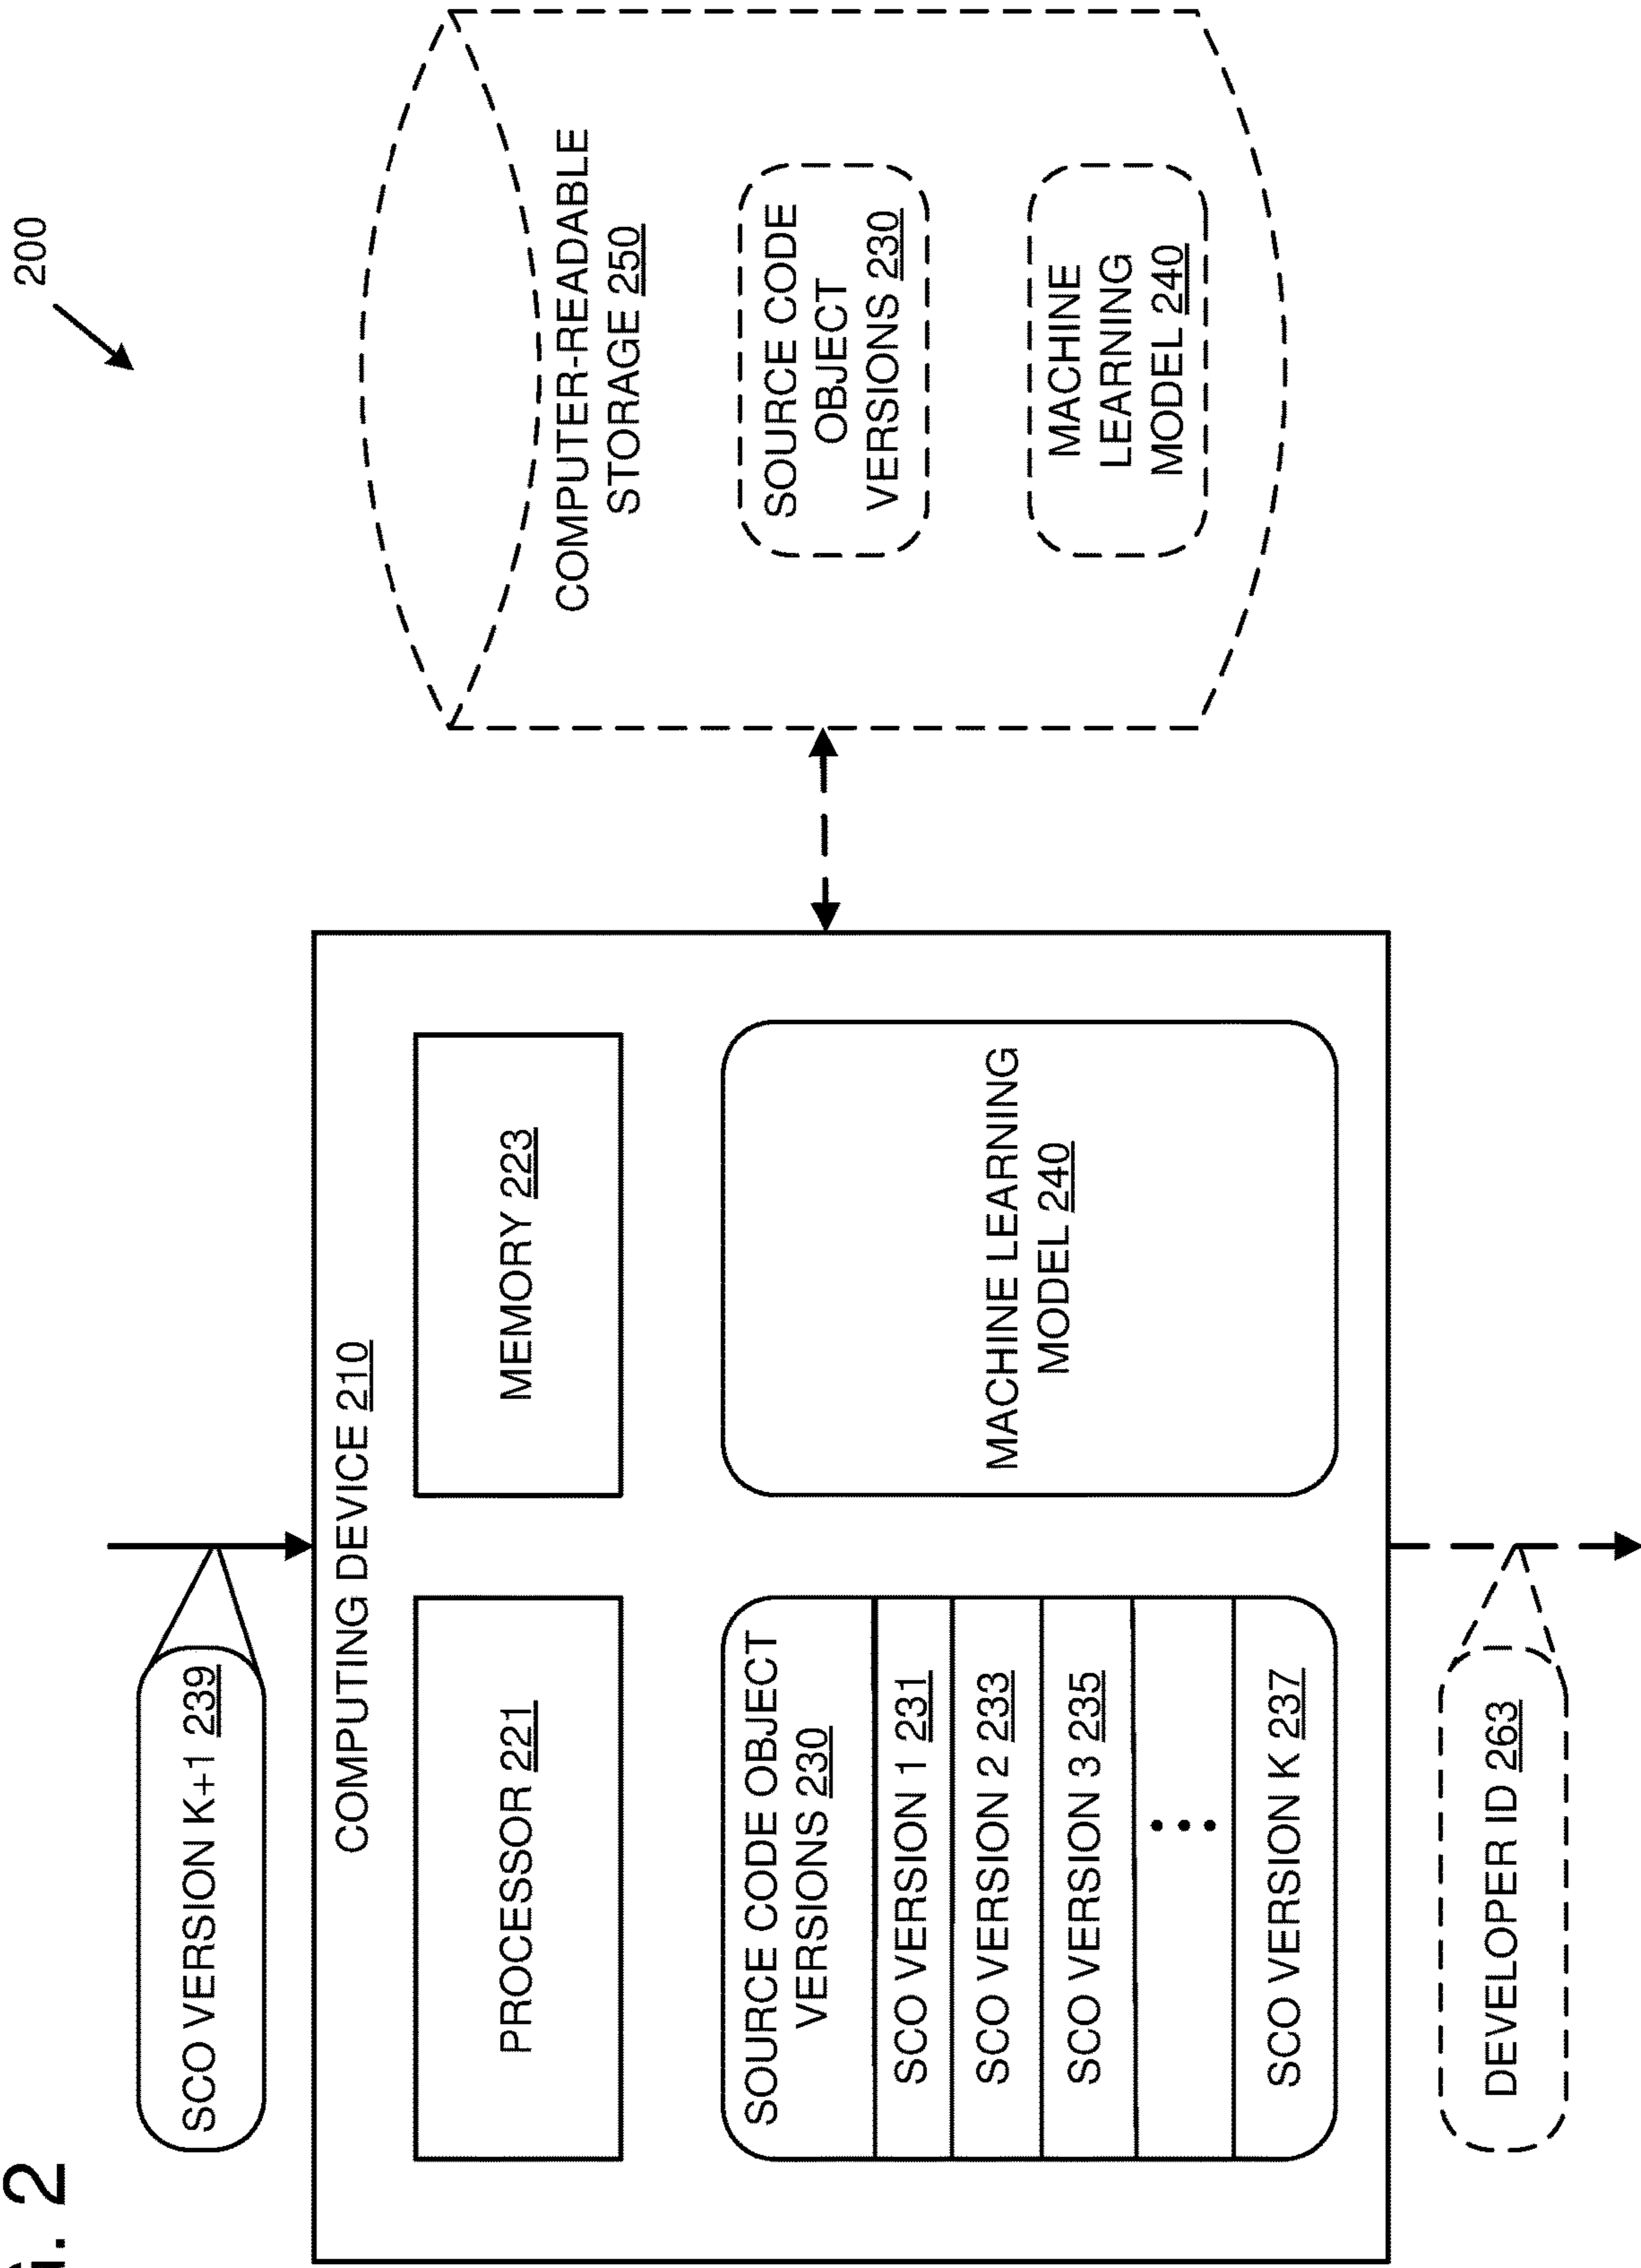 2
200
SCO VERSION K+1 239
COMPUTING DEVICE 210
PROCESSOR 221
MEMORY 223
SOURCE CODE OBJECT
VERSIONS 230
SCO VERSION 1 231
SCO VERSION 2 233
SCO VERSION 3 235
SCO VERSION K 237
MACHINE LEARNING
MODEL 240
COMPUTER-READABLE
STORAGE 250
SOURCE CODE
OBJECT
VERSIONS 230
MACHINE
LEARNING
MODEL 240
DEVELOPER ID 263